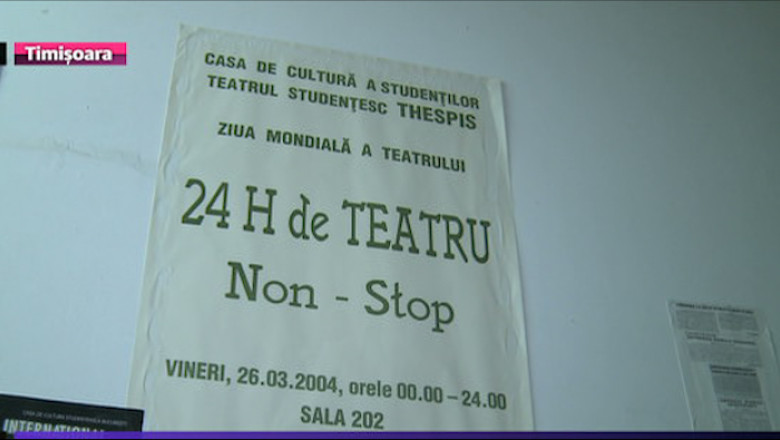 Timișoara
CASA DE CULTURĂ A STUDENȚILOR
TEATRUL STUDENȚESC THESPIS
ZIUA MONDIALĂ A TEATRULUI
24 H de TEATRU
Non - Stop
VINERI, 26.03.2004, orele 00.00 – 24.00
SALA 202
INTERNATIONAL